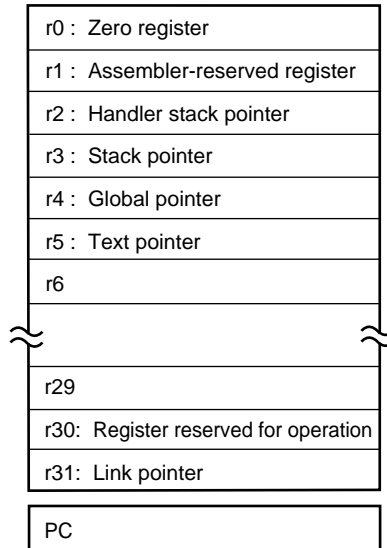 r0 : Zero register
r1 : Assembler-reserved register
r2 : Handler stack pointer
r3 : Stack pointer
r4 : Global pointer
r5 : Text pointer
r6
r29
r30: Register reserved for operation
r31: Link pointer
PC